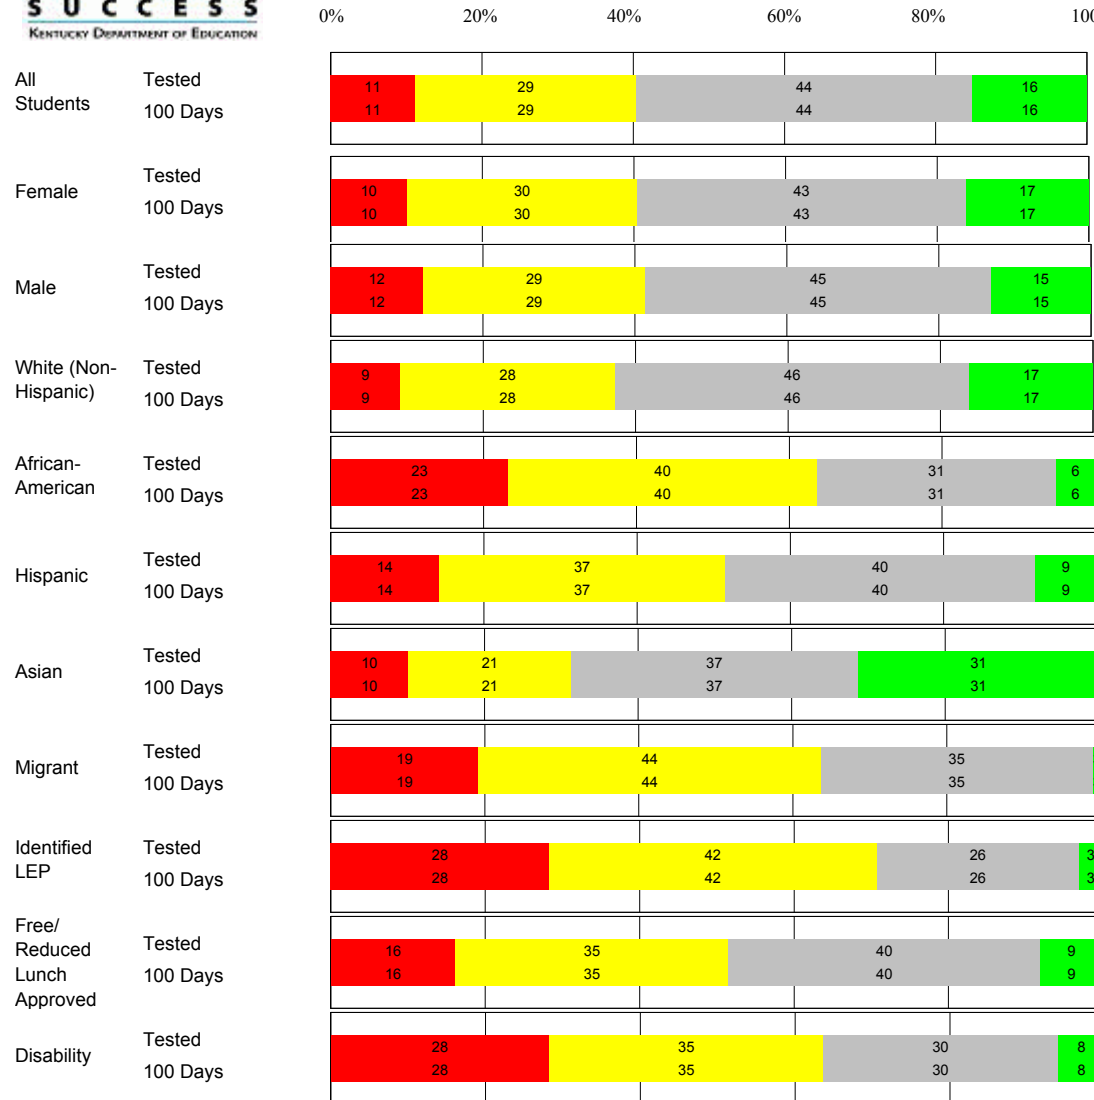 S U C C E S S
KENTUCKY DEPARTMENT OF EDUCATION
0% 20% 40% 60% 80% 100
All Students
Tested 11 29 44 16
100 Days 11 29 44 16
Female
Tested 10 30 43 17
100 Days 10 30 43 17
Male
Tested 12 29 45 15
100 Days 12 29 45 15
White (Non-
Hispanic)
Tested 9 28 46 17
100 Days 9 28 46 17
African-
American
Tested 23 40 31 6
100 Days 23 40 31 6
Hispanic
Tested 14 37 40 9
100 Days 14 37 40 9
Asian
Tested 10 21 37 31
100 Days 10 21 37 31
Migrant
Tested 19 44 35
100 Days 19 44 35
Identified
LEP
Tested 28 42 26 3
100 Days 28 42 26 3
Free/
Reduced
Lunch
Approved
Tested 16 35 40 9
100 Days 16 35 40 9
Disability
Tested 28 35 30 8
100 Days 28 35 30 8